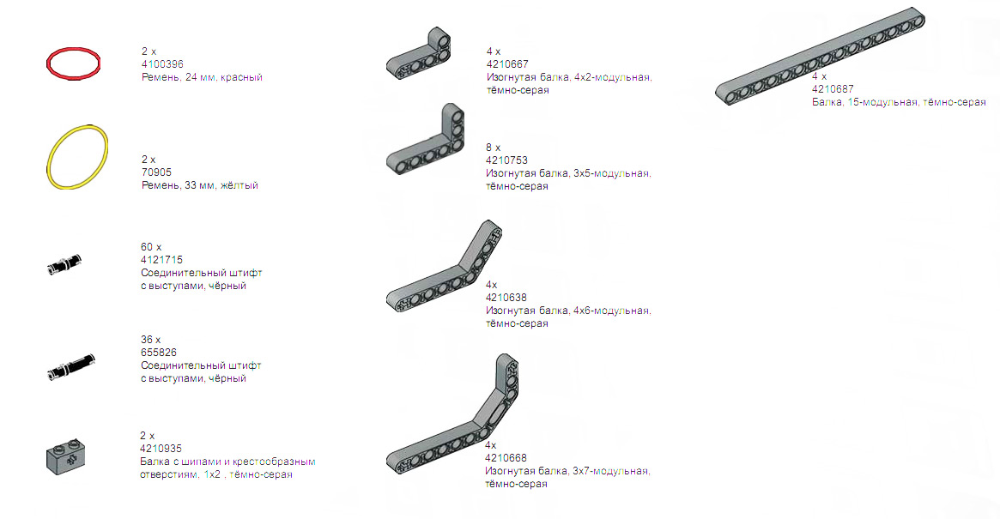 2 x
4100396
Ремень, 24 мм, красный
2 x
70905
Ремень, 33 мм, жёлтый
60 x
4121715
Соединительный штифт
с выступами, чёрный
36 x
655826
Соединительный штифт
с выступами, чёрный
2 x
4210935
Балка с шипами и крестообразным
отверстиям, 1x2 , тёмно-серая
4 x
4210667
Изогнутая балка, 4x2-модульная,
тёмно-серая
8 x
4210753
Изогнутая балка, 3x5-модульная,
тёмно-серая
4x
4210638
Изогнутая балка, 4x6-модульная,
тёмно-серая
4x
4210668
Изогнутая балка, 3x7-модульная,
тёмно-серая
4 x
4210687
Балка, 15-модульная, тёмно-серая